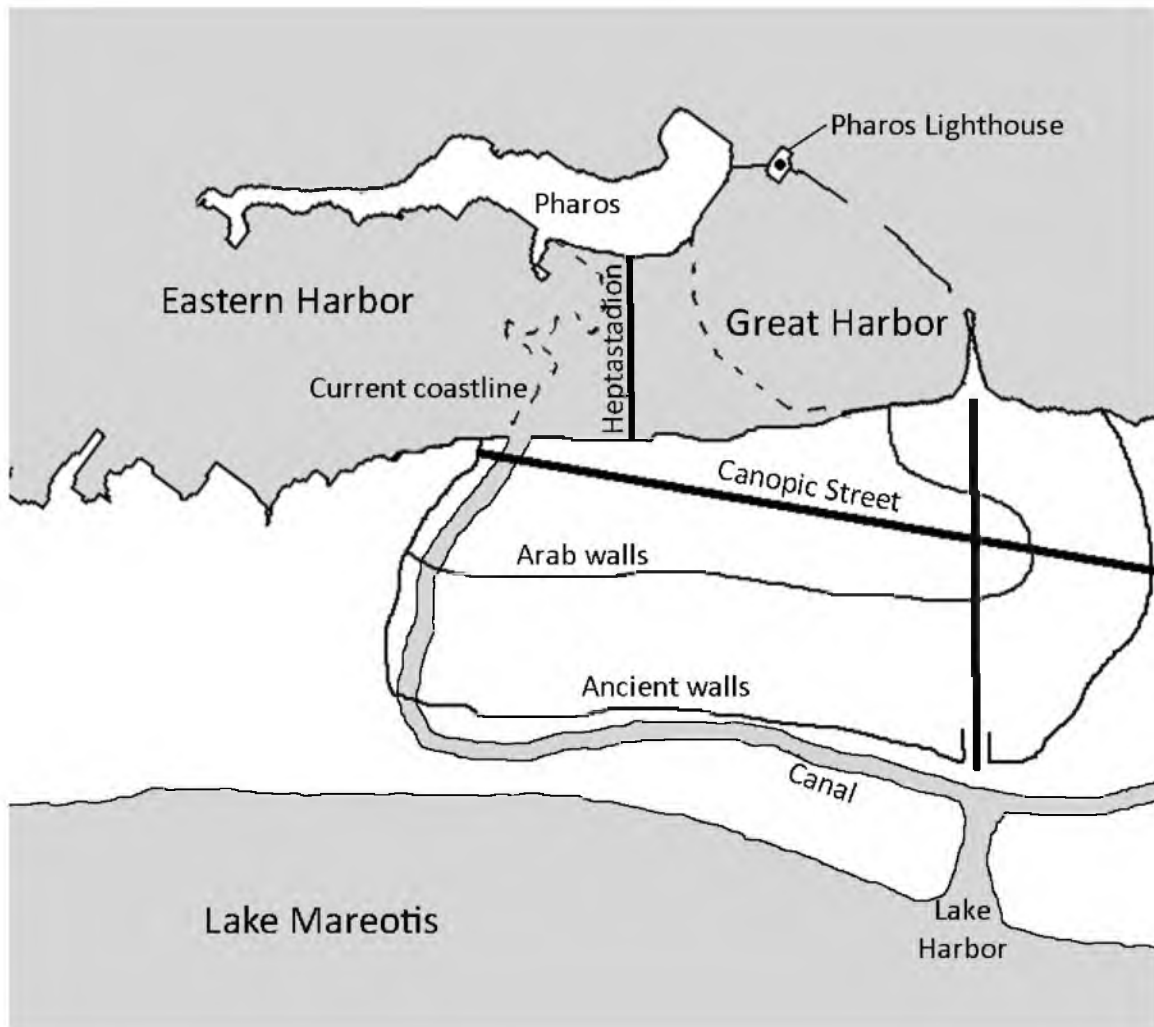 Pharos Lighthouse
Pharos
Eastern Harbor
Great Harbor
Heptastadion
Current coastline
Canopic Street
Arab walls
Ancient walls
Canal
Lake Mareotis
Lake
Harbor